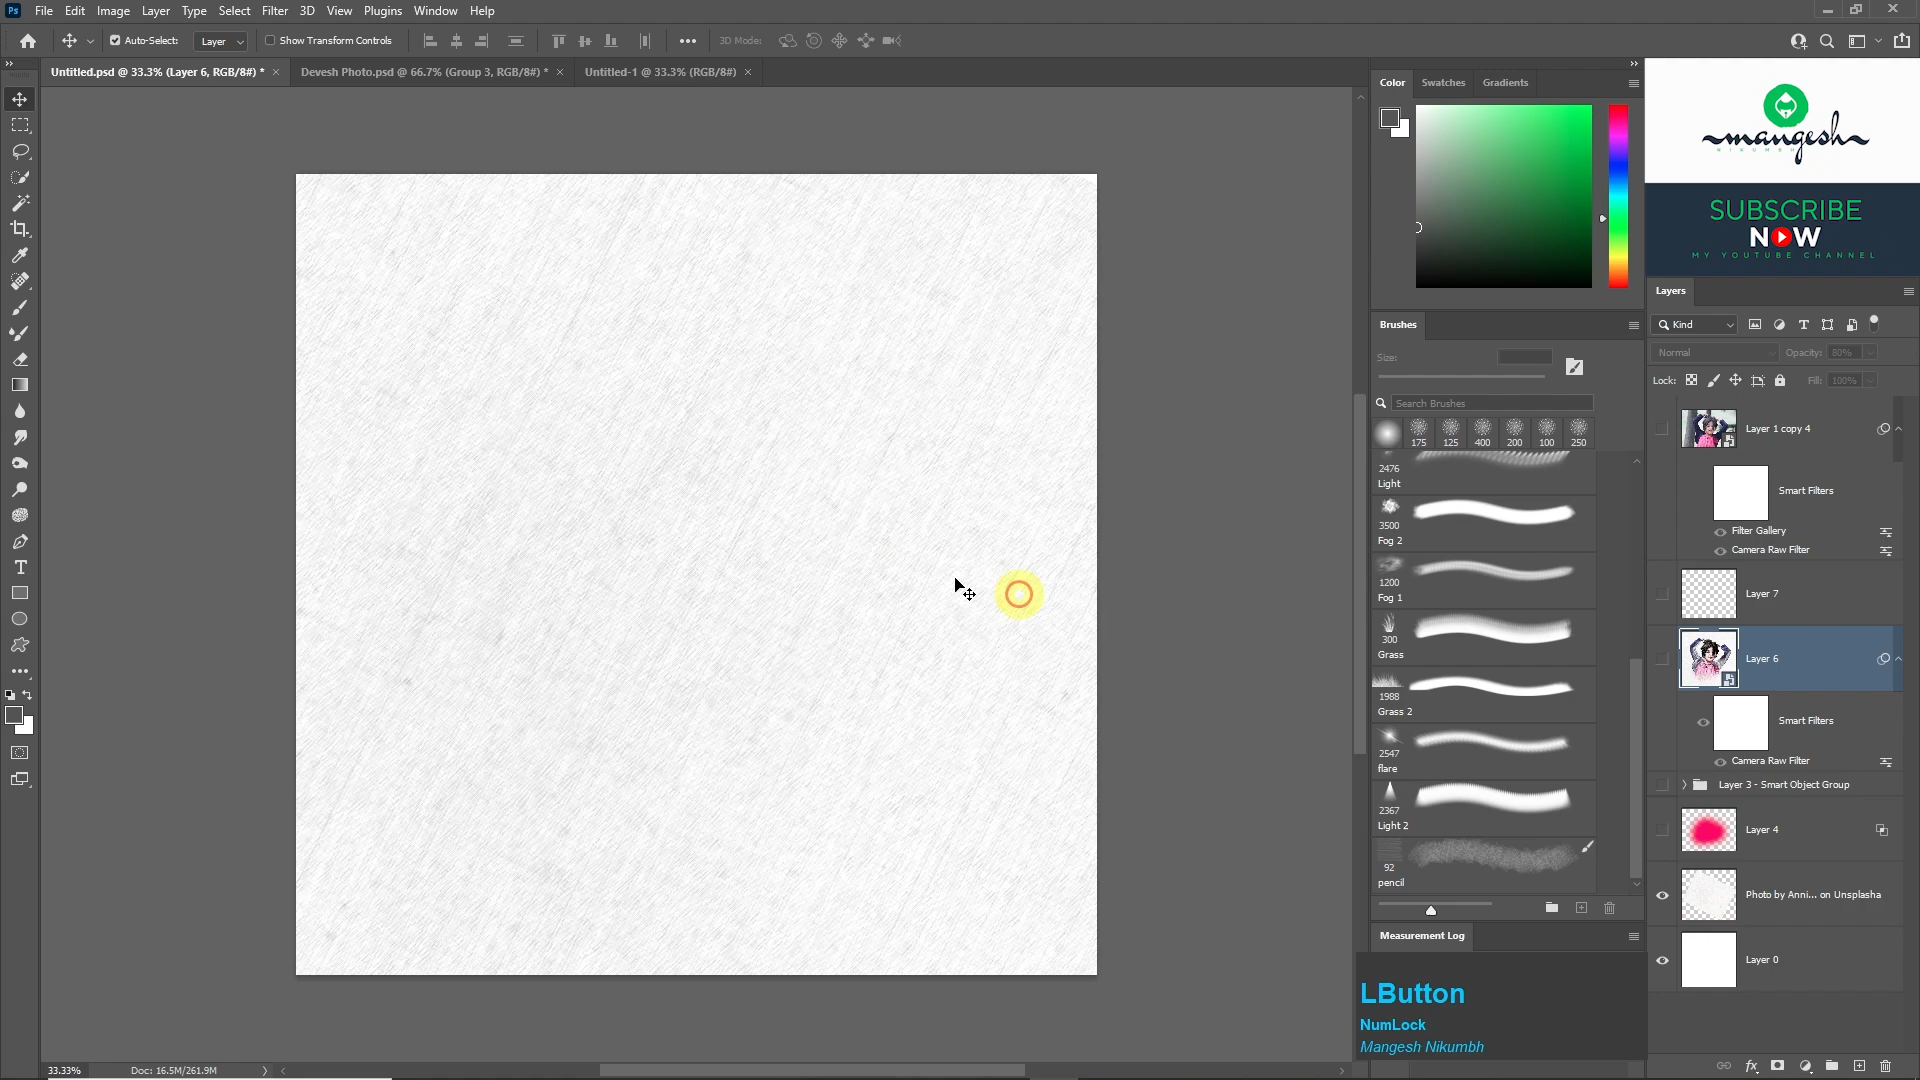 Ps File Edit Image Layer Type Select Filter 3D View Plugins Window Help
Auto-Select: Layer Show Transform Controls 3D Mode:
Untitled.psd @ 33.3% (Layer 6, RGB/8#) * × Devesh Photo.psd @ 66.7% (Group 3, RGB/8#) * × Untitled-1 @ 33.3% (RGB/8#) ×
Color Swatches Gradients
mangesh
NIKUMBH
SUBSCRIBE
NOW
MY YOUTUBE CHANNEL
Layers
Kind
Normal Opacity: 80%
Lock: Fill: 100%
Brushes
Size:
Search Brushes
175 125 400 200 100 250
2476
Light
3500
Fog 2
1200
Fog 1
300
Grass
1988
Grass 2
2547
flare
2367
Light 2
92
pencil
Measurement Log
Layer 1 copy 4
Smart Filters
Filter Gallery
Camera Raw Filter
Layer 7
Layer 6
Smart Filters
Camera Raw Filter
Layer 3 - Smart Object Group
Layer 4
Photo by Anni... on Unsplasha
Layer 0
LButton
NumLock
Mangesh Nikumbh
33.33% Doc: 16.5M/261.9M